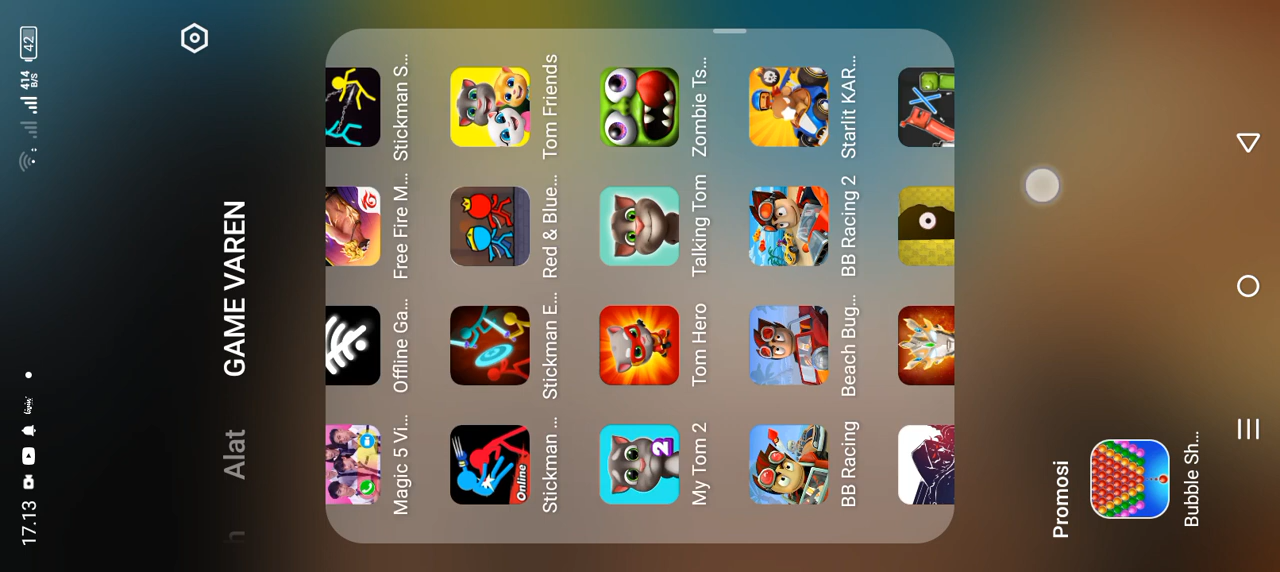 17.13
414
B/S
42
Alat
GAME VAREN
Magic 5 Vi...
Offline Ga...
Free Fire M...
Stickman S...
Online
Stickman ...
Stickman E...
Red & Blue...
Tom Friends
2
My Tom 2
Tom Hero
Talking Tom
Zombie Ts...
BB Racing
Beach Bug...
BB Racing 2
Starlit KAR...
Promosi
Bubble Sh...